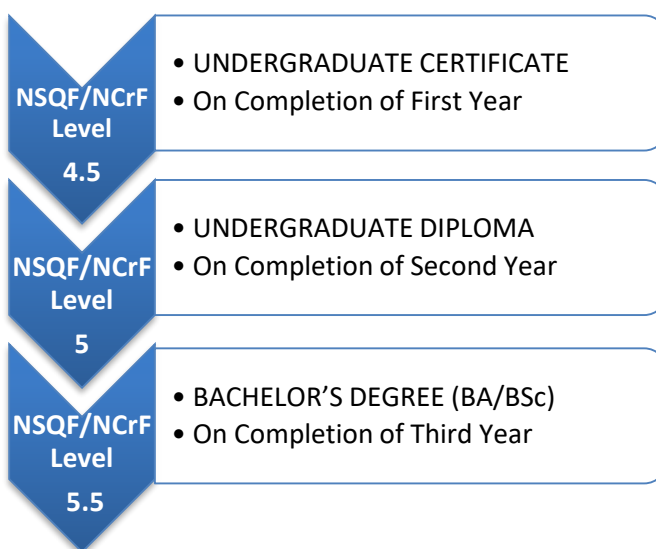 NSQF/NCrF
Level
4.5
• UNDERGRADUATE CERTIFICATE
• On Completion of First Year
NSQF/NCrF
Level
5
• UNDERGRADUATE DIPLOMA
• On Completion of Second Year
NSQF/NCrF
Level
5.5
• BACHELOR’S DEGREE (BA/BSc)
• On Completion of Third Year